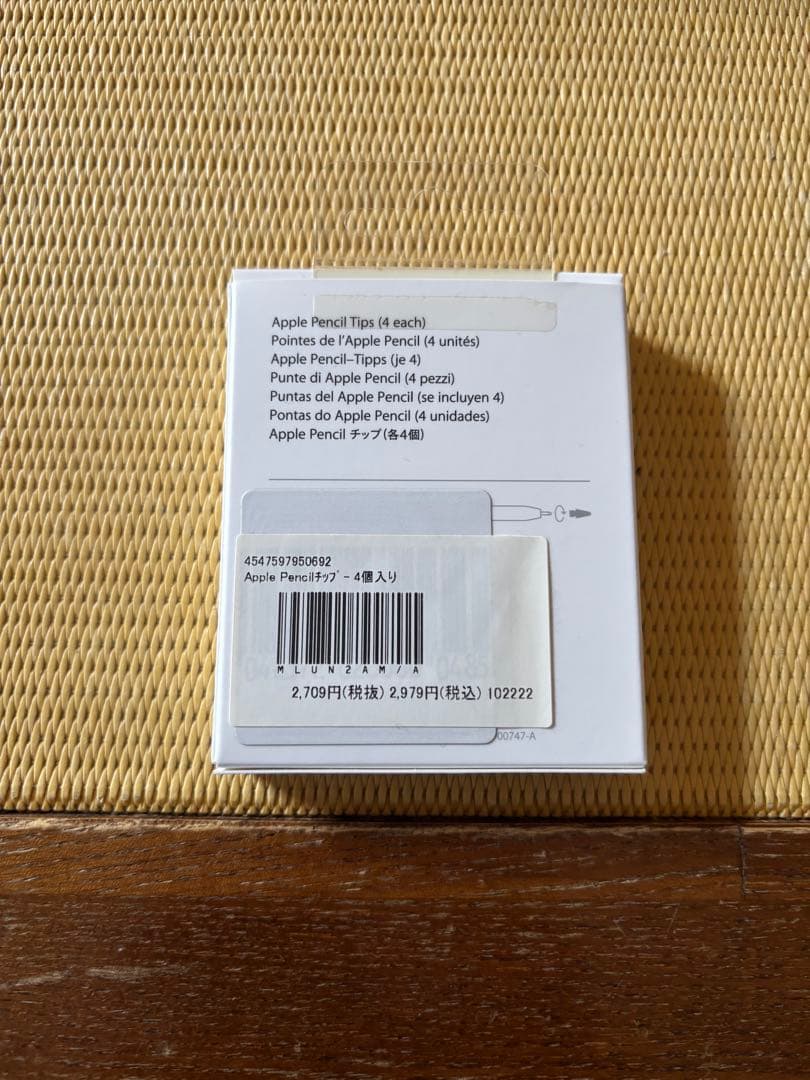 Apple Pencil Tips (4 each)
Pointes de l'Apple Pencil (4 unités)
Apple Pencil–Tipps (je 4)
Punte di Apple Pencil (4 pezzi)
Puntas del Apple Pencil (se incluyen 4)
Pontas do Apple Pencil (4 unidades)
Apple Pencil チップ(各4個)
4547597950692
Apple Pencilﾁｯﾌﾟ - 4個入り
MLUN2AM/A
2,709円(税抜) 2,979円(税込) 102222
00747-A